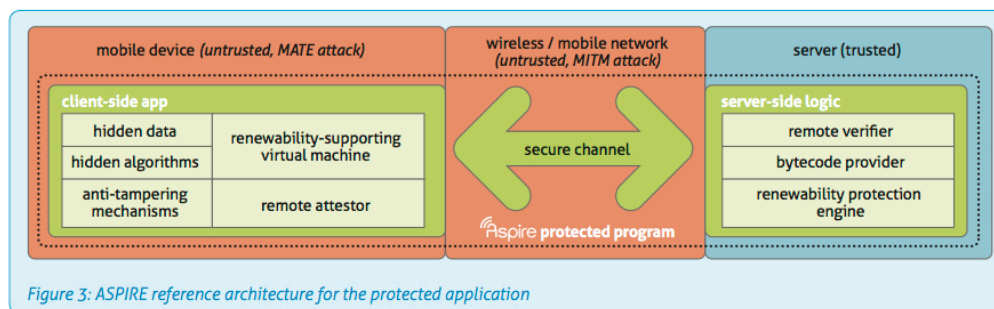 mobile device (untrusted, MATE attack)
wireless / mobile network
(untrusted, MITM attack)
server (trusted)
client-side app
hidden data
hidden algorithms
anti-tampering
mechanisms
renewability-supporting
virtual machine
remote attestor
secure channel
Aspire protected program
server-side logic
remote verifier
bytecode provider
renewability protection
engine
Figure 3: ASPIRE reference architecture for the protected application